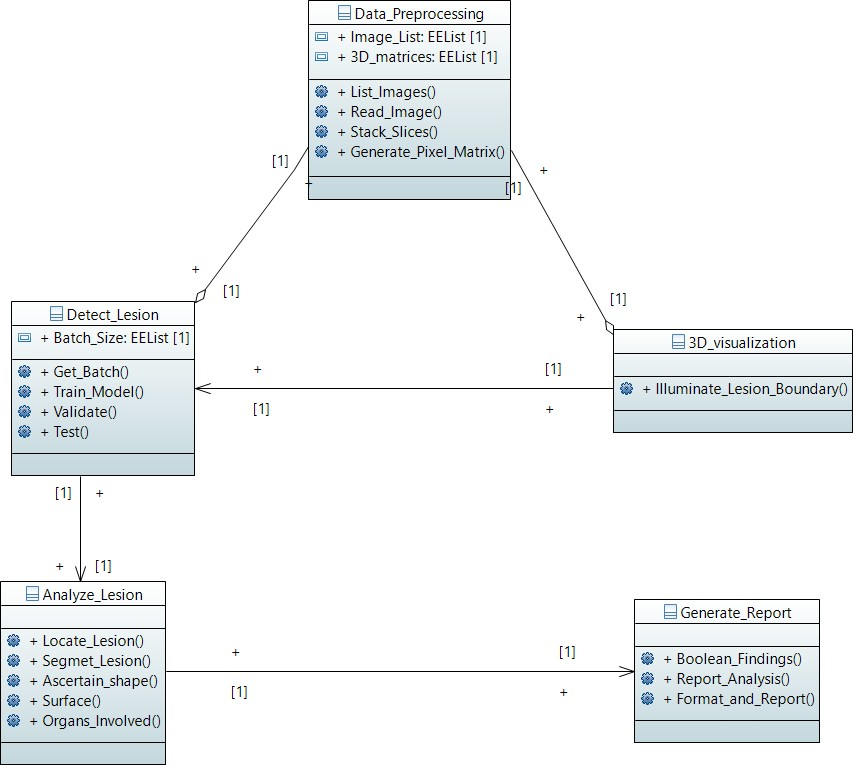 Data_Preprocessing
+ Image_List: EEList [1]
+ 3D_matrices: EEList [1]
+ List_Images()
+ Read_Image()
+ Stack_Slices()
+ Generate_Pixel_Matrix()
[1]
+
[1]
+
+
[1]
[1]
+
Detect_Lesion
+ Batch_Size: EEList [1]
+ Get_Batch()
+ Train_Model()
+ Validate()
+ Test()
3D_visualization
+ Illuminate_Lesion_Boundary()
+
[1]
[1]
+
[1]
+
+
[1]
Analyze_Lesion
+ Locate_Lesion()
+ Segmet_Lesion()
+ Ascertain_shape()
+ Surface()
+ Organs_Involved()
+
[1]
[1]
+
Generate_Report
+ Boolean_Findings()
+ Report_Analysis()
+ Format_and_Report()